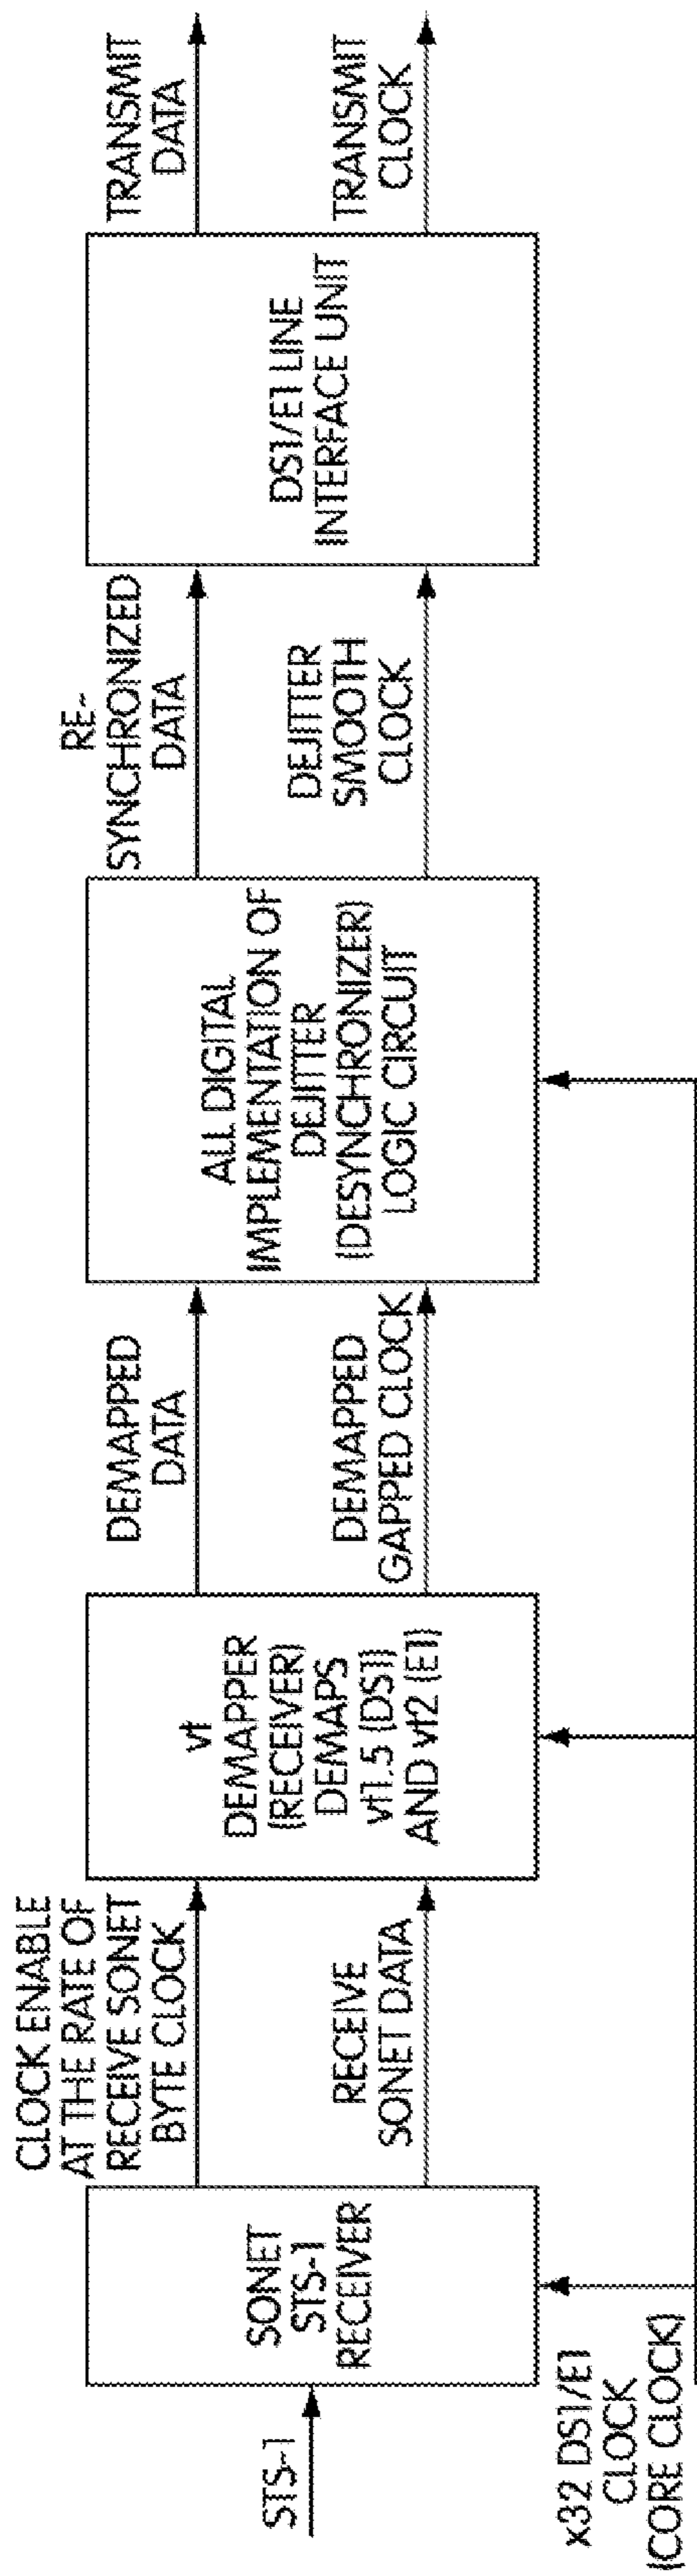 STS-1
x32 DS1/E1
CLOCK
(CORE CLOCK)
SONET
STS-1
RECEIVER
CLOCK ENABLE
AT THE RATE OF
RECEIVE SONET
BYTE CLOCK
RECEIVE
SONET DATA
vt
DEMAPPER
(RECEIVER)
DEMAPS
vt1.5 (DS1)
AND vt2 (E1)
DEMAPPED
DATA
DEMAPPED
GAPPED CLOCK
ALL DIGITAL
IMPLEMENTATION OF
DEJITTER
(DESYNCHRONIZER)
LOGIC CIRCUIT
RE-
SYNCHRONIZED
DATA
DEJITTER
SMOOTH
CLOCK
DS1/E1 LINE
INTERFACE UNIT
TRANSMIT
DATA
TRANSMIT
CLOCK